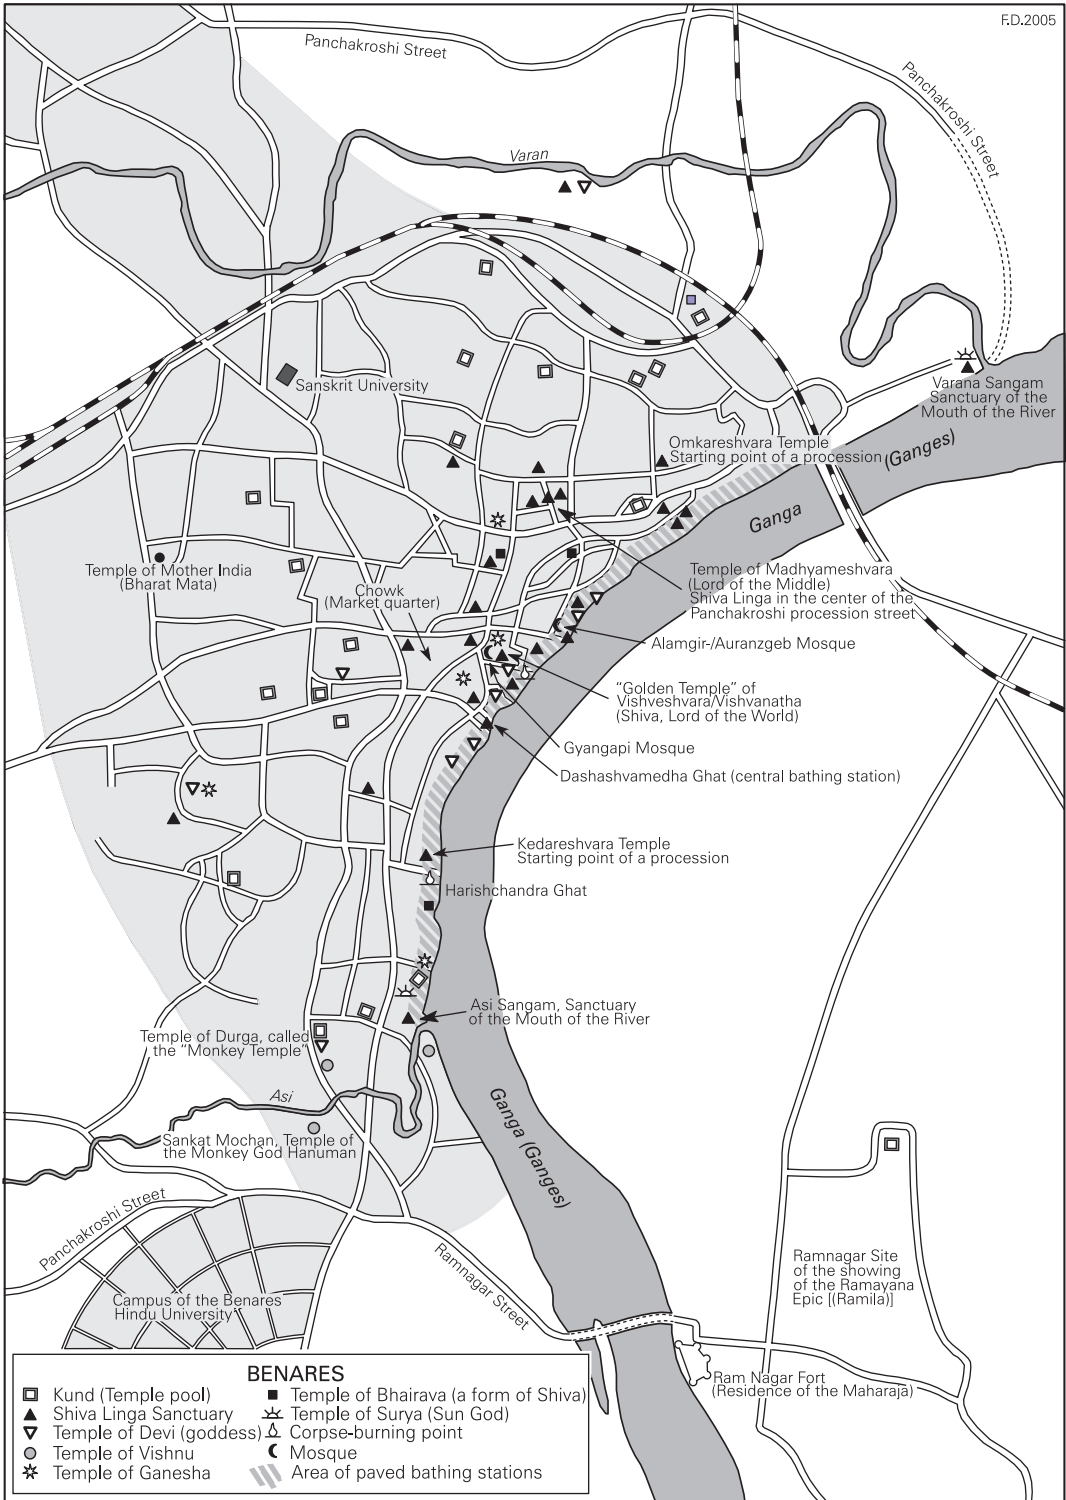 F.D.2005
Panchakroshi Street
Panchakroshi Street
Varan
Sanskrit University
Varana Sangam
Sanctuary of the
Mouth of the River
Omkareshvara Temple
Starting point of a procession
(Ganges)
Ganga
Temple of Mother India
(Bharat Mata)
Chowk
(Market quarter)
Temple of Madhyameshvara
(Lord of the Middle)
Shiva Linga in the center of the
Panchakroshi procession street
Alamgir-/Auranzgeb Mosque
"Golden Temple" of
Vishveshvara/Vishvanatha
(Shiva, Lord of the World)
Gyangapi Mosque
Dashashvamedha Ghat (central bathing station)
Kedareshvara Temple
Starting point of a procession
Harishchandra Ghat
Asi Sangam, Sanctuary
of the Mouth of the River
Temple of Durga, called
the "Monkey Temple"
Asi
Sankat Mochan, Temple of
the Monkey God Hanuman
Ganga (Ganges)
Panchakroshi Street
Ramnagar Street
Campus of the Benares
Hindu University
Ramnagar Site
of the showing
of the Ramayana
Epic [(Ramila)]
Ram Nagar Fort
(Residence of the Maharaja)
BENARES
Kund (Temple pool)
Shiva Linga Sanctuary
Temple of Devi (goddess)
Temple of Vishnu
Temple of Ganesha
Temple of Bhairava (a form of Shiva)
Temple of Surya (Sun God)
Corpse-burning point
Mosque
Area of paved bathing stations